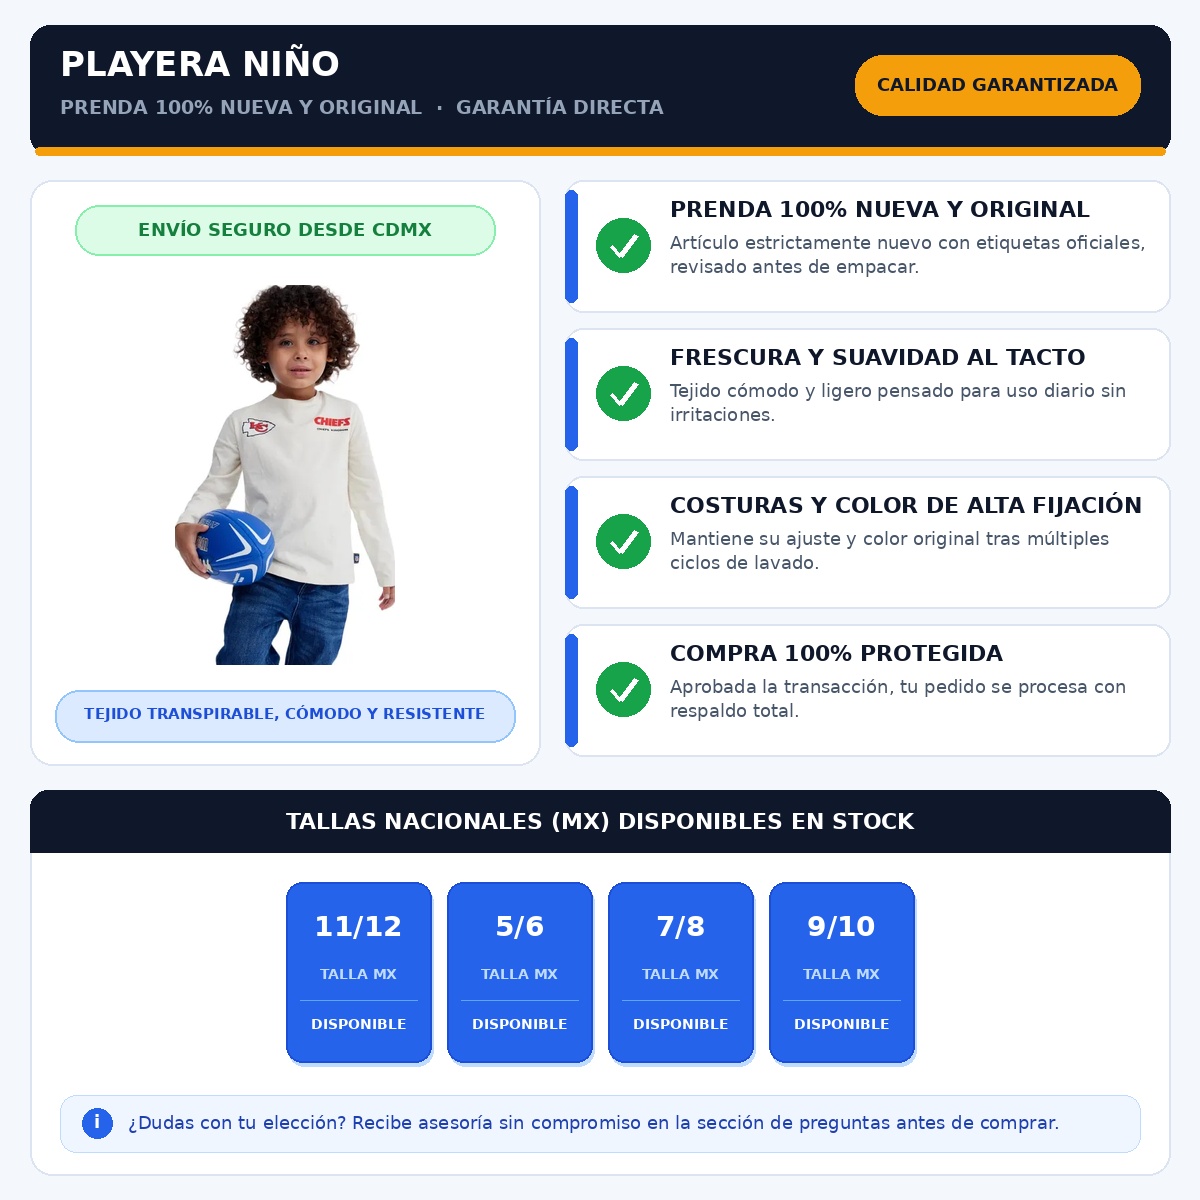 PLAYERA NIÑO
PRENDA 100% NUEVA Y ORIGINAL · GARANTÍA DIRECTA
CALIDAD GARANTIZADA
ENVÍO SEGURO DESDE CDMX
KC
CHIEFS
TEJIDO TRANSPIRABLE, CÓMODO Y RESISTENTE
PRENDA 100% NUEVA Y ORIGINAL
Artículo estrictamente nuevo con etiquetas oficiales,
revisado antes de empacar.
FRESCURA Y SUAVIDAD AL TACTO
Tejido cómodo y ligero pensado para uso diario sin
irritaciones.
COSTURAS Y COLOR DE ALTA FIJACIÓN
Mantiene su ajuste y color original tras múltiples
ciclos de lavado.
COMPRA 100% PROTEGIDA
Aprobada la transacción, tu pedido se procesa con
respaldo total.
TALLAS NACIONALES (MX) DISPONIBLES EN STOCK
11/12
TALLA MX
DISPONIBLE
5/6
TALLA MX
DISPONIBLE
7/8
TALLA MX
DISPONIBLE
9/10
TALLA MX
DISPONIBLE
i
¿Dudas con tu elección? Recibe asesoría sin compromiso en la sección de preguntas antes de comprar.